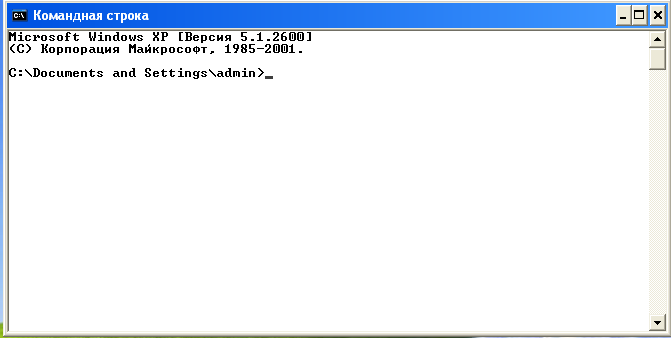 C:\ Командная строка
Microsoft Windows XP [Версия 5.1.2600]
(С) Корпорация Майкрософт, 1985-2001.
C:\Documents and Settings\admin>_